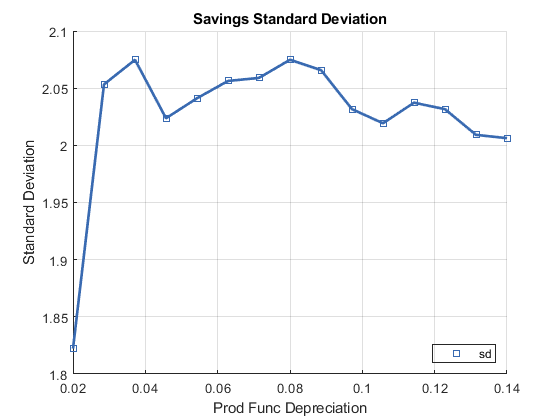 Savings Standard Deviation
2.1
2.05
2
1.95
1.9
1.85
1.8
Standard Deviation
0.02 0.04 0.06 0.08 0.1 0.12 0.14
Prod Func Depreciation
sd